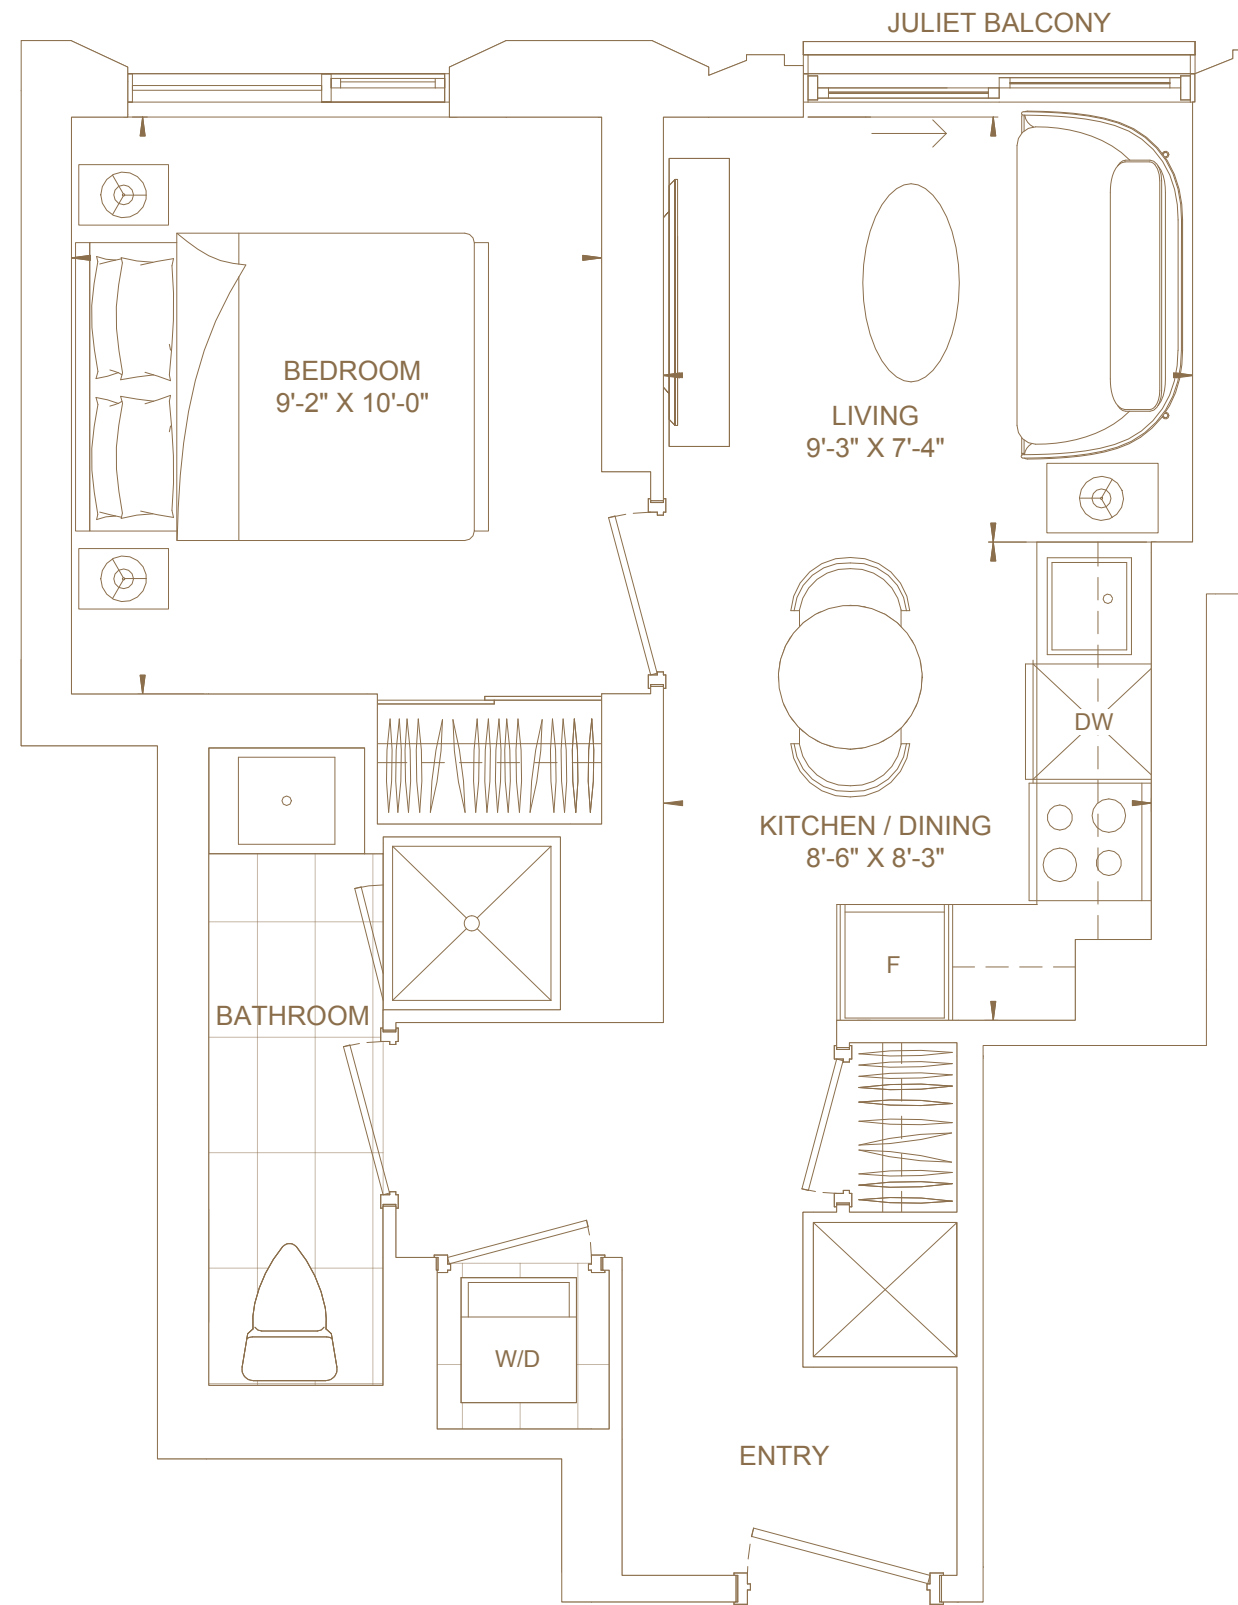 JULIET BALCONY
BEDROOM
9'-2" X 10'-0"
LIVING
9'-3" X 7'-4"
DW
KITCHEN / DINING
8'-6" X 8'-3"
F
BATHROOM
W/D
ENTRY